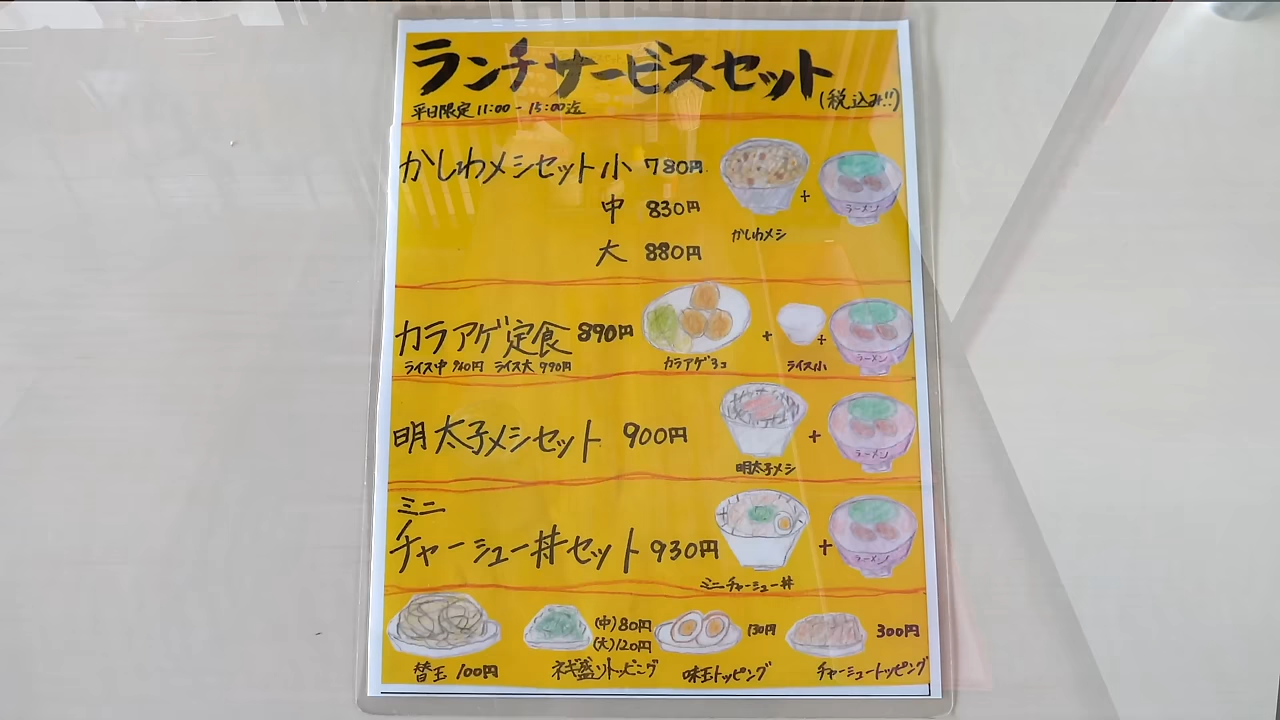 ランチサービスセット
(税込み!!)
平日限定 11:00-15:00迄
かしわメシセット 小 780円
中 830円
大 880円
+
ラーメン
かしわメシ
カラアゲ定食 890円
ライス中 940円 ライス大 990円
+
+
ラーメン
カラアゲ3コ
ライス小
明太子メシセット 900円
+
ラーメン
明太子メシ
ミニ
チャーシュー丼セット 930円
+
ラーメン
ミニチャーシュー丼
替玉 100円
(中)80円
(大)120円
ネギ盛りトッピング
130円
味玉トッピング
300円
チャーシュートッピング